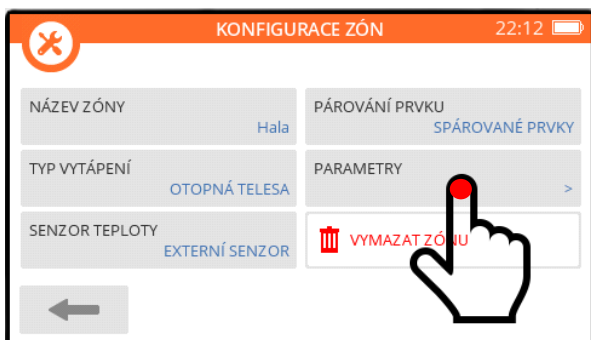 KONFIGURACE ZÓN
22:12
NÁZEV ZÓNY
Hala
PÁROVÁNÍ PRVKU
SPÁROVANÉ PRVKY
TYP VYTÁPENÍ
OTOPNÁ TELESA
PARAMETRY
>
SENZOR TEPLOTY
EXTERNÍ SENZOR
VYMAZAT ZÓNU